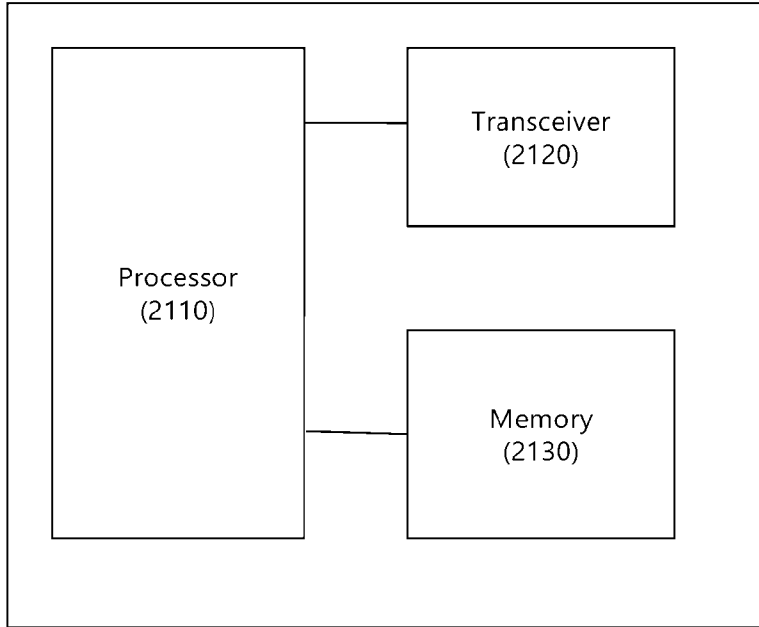 Transceiver
(2120)
Processor
(2110)
Memory
(2130)